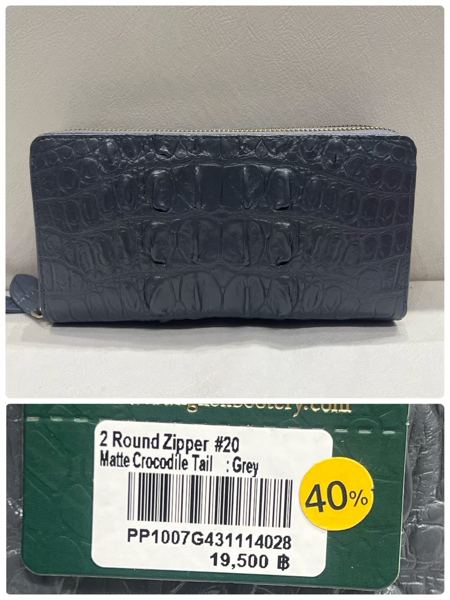 2 Round Zipper #20
Matte Crocodile Tail : Grey
40%
PP1007G431114028
19,500 ฿